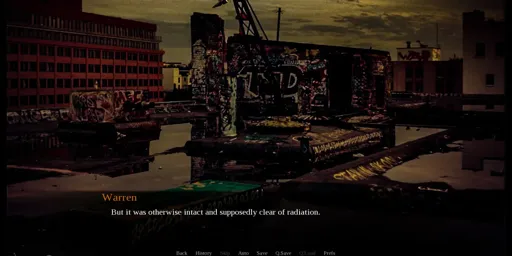 Warren
But it was otherwise intact and supposedly clear of radiation.
Back History Skip Auto Save Q.Save Q.Load Prefs